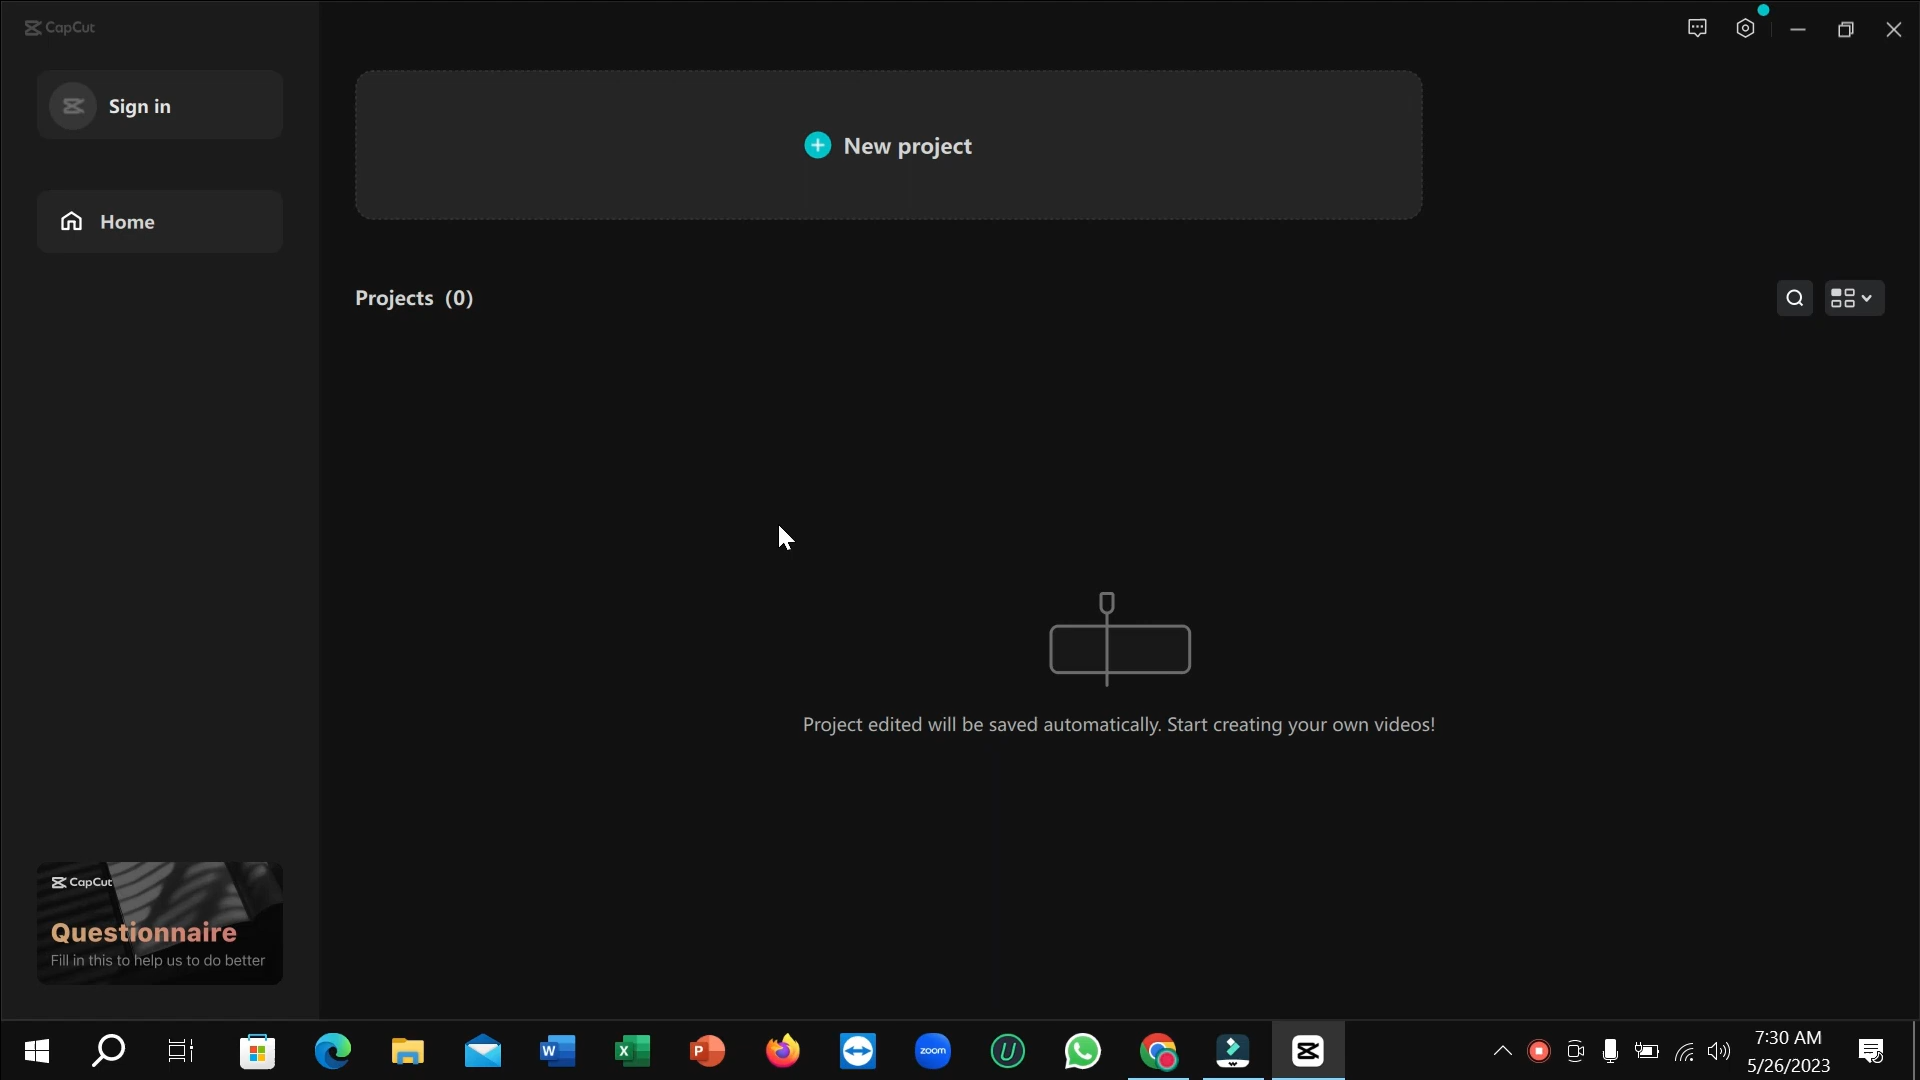 CapCut
Sign in
New project
Home
Projects (0)
Project edited will be saved automatically. Start creating your own videos!
CapCut
Questionnaire
Fill in this to help us to do better
W
X
P
zoom
U
7:30 AM
5/26/2023